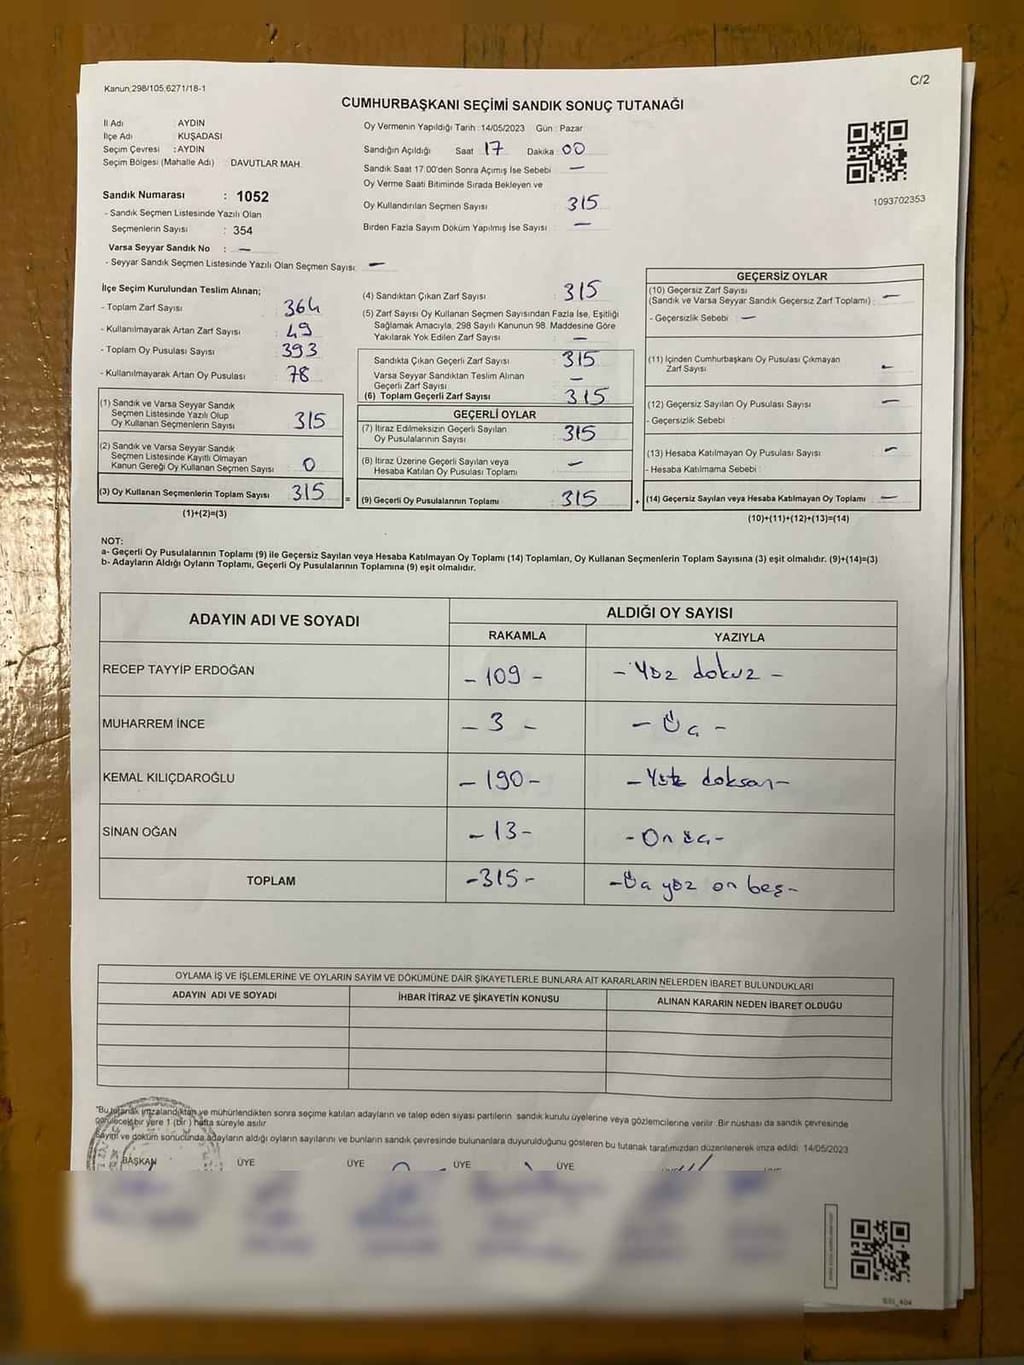 Kanun,298/105,6271/18-1
C/2
CUMHURBAŞKANI SEÇİMİ SANDIK SONUÇ TUTANAĞI
İl Adı AYDIN
İlçe Adı KUŞADASI
Seçim Çevresi : AYDIN
Seçim Bölgesi (Mahalle Adı) DAVUTLAR MAH.
Sandık Numarası : 1052
- Sandık Seçmen Listesinde Yazılı Olan
Seçmenlerin Sayısı : 354
Varsa Seyyar Sandık No : —
- Seyyar Sandık Seçmen Listesinde Yazılı Olan Seçmen Sayısı: —
Oy Vermenin Yapıldığı Tarih : 14/05/2023 Gün : Pazar
Sandığın Açıldığı Saat 17 Dakika 00
Sandık Saat 17:00'den Sonra Açımış İse Sebebi —
Oy Verme Saati Bitiminde Sırada Bekleyen ve
Oy Kullandırılan Seçmen Sayısı 315
Birden Fazla Sayım Döküm Yapılmış İse Sayısı —
1093702353
İlçe Seçim Kurulundan Teslim Alınan;
- Toplam Zarf Sayısı : 364
- Kullanılmayarak Artan Zarf Sayısı : 49
- Toplam Oy Pusulası Sayısı : 393
- Kullanılmayarak Artan Oy Pusulası : 78
(1) Sandık ve Varsa Seyyar Sandık
Seçmen Listesinde Yazılı Olup
Oy Kullanan Seçmenlerin Sayısı 315
(2) Sandık ve Varsa Seyyar Sandık
Seçmen Listesinde Kayıtlı Olmayan
Kanun Gereği Oy Kullanan Seçmen Sayısı 0
(3) Oy Kullanan Seçmenlerin Toplam Sayısı 315
(1)+(2)=(3)
(4) Sandıktan Çıkan Zarf Sayısı : 315
(5) Zarf Sayısı Oy Kullanan Seçmen Sayısından Fazla İse, Eşitliği
Sağlamak Amacıyla, 298 Sayılı Kanunun 98. Maddesine Göre
Yakılarak Yok Edilen Zarf Sayısı : —
Sandıkta Çıkan Geçerli Zarf Sayısı 315
Varsa Seyyar Sandıktan Teslim Alınan
Geçerli Zarf Sayısı —
(6) Toplam Geçerli Zarf Sayısı : 315
GEÇERLİ OYLAR
(7) İtiraz Edilmeksizin Geçerli Sayılan
Oy Pusulalarının Sayısı 315
(8) İtiraz Üzerine Geçerli Sayılan veya
Hesaba Katılan Oy Pusulası Toplamı —
= (9) Geçerli Oy Pusulalarının Toplamı 315
GEÇERSİZ OYLAR
(10) Geçersiz Zarf Sayısı
(Sandık ve Varsa Seyyar Sandık Geçersiz Zarf Toplamı) : —
- Geçersizlik Sebebi : —
(11) İçinden Cumhurbaşkanı Oy Pusulası Çıkmayan
Zarf Sayısı : -
(12) Geçersiz Sayılan Oy Pusulası Sayısı : —
- Geçersizlik Sebebi
(13) Hesaba Katılmayan Oy Pusulası Sayısı : —
- Hesaba Katılmama Sebebi :
+ (14) Geçersiz Sayılan veya Hesaba Katılmayan Oy Toplamı —
(10)+(11)+(12)+(13)=(14)
NOT:
a- Geçerli Oy Pusulalarının Toplamı (9) ile Geçersiz Sayılan veya Hesaba Katılmayan Oy Toplamı (14) Toplamları, Oy Kullanan Seçmenlerin Toplam Sayısına (3) eşit olmalıdır. (9)+(14)=(3)
b- Adayların Aldığı Oyların Toplamı, Geçerli Oy Pusulalarının Toplamına (9) eşit olmalıdır.
ADAYIN ADI VE SOYADI ALDIĞI OY SAYISI
RAKAMLA YAZIYLA
RECEP TAYYİP ERDOĞAN - 109 - - Yüz dokuz -
MUHARREM İNCE - 3 - - Üç -
KEMAL KILIÇDAROĞLU - 190 - - Yüz doksan -
SİNAN OĞAN - 13 - - On üç -
TOPLAM - 315 - - Üç yüz on beş -
OYLAMA İŞ VE İŞLEMLERİNE VE OYLARIN SAYIM VE DÖKÜMÜNE DAİR ŞİKAYETLERLE BUNLARA AİT KARARLARIN NELERDEN İBARET BULUNDUKLARI
ADAYIN ADI VE SOYADI İHBAR İTİRAZ VE ŞİKAYETİN KONUSU ALINAN KARARIN NEDEN İBARET OLDUĞU
"Bu tutanak imzalandıktan ve mühürlendikten sonra seçime katılan adayların ve talep eden siyasi partilerin sandık kurulu üyelerine veya gözlemcilerine verilir. Bir nüshası da sandık çevresinde
görülecek bir yere 1 (bir ) hafta süreyle asılır
Sayım ve döküm sonucunda adayların aldığı oyların sayılarını ve bunların sandık çevresinde bulunanlara duyurulduğunu gösteren bu tutanak tarafımızdan düzenlenerek imza edildi 14/05/2023
BAŞKAN ÜYE ÜYE ÜYE ÜYE